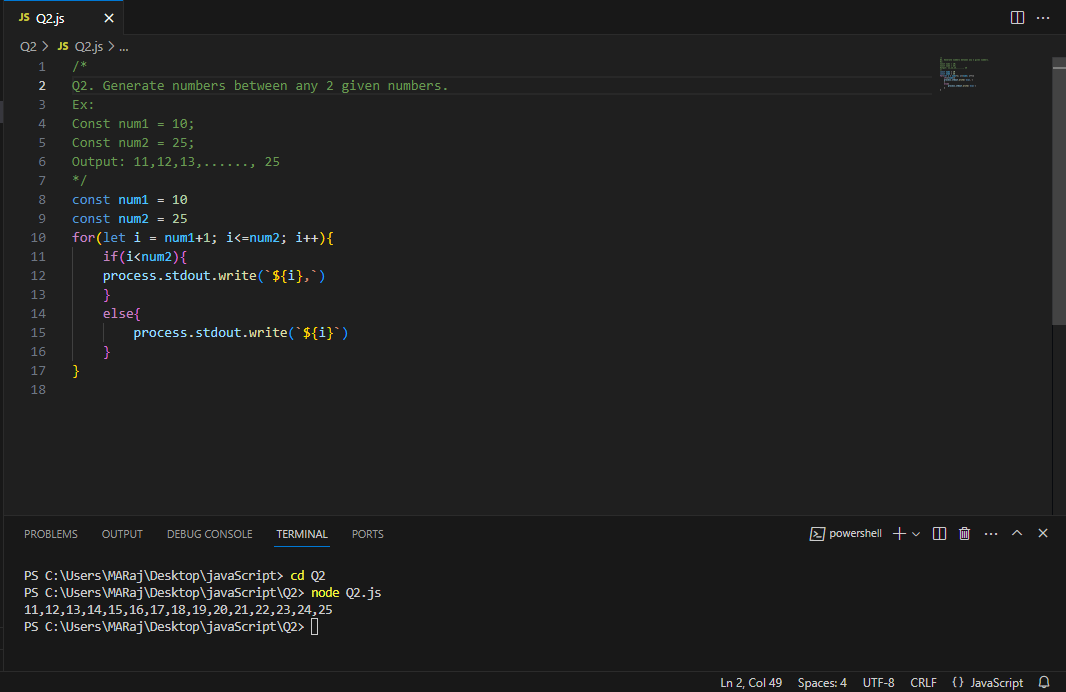 JS Q2.js
Q2 > JS Q2.js > ...
1 /*
2 Q2. Generate numbers between any 2 given numbers.
3 Ex:
4 Const num1 = 10;
5 Const num2 = 25;
6 Output: 11,12,13,......, 25
7 */
8 const num1 = 10
9 const num2 = 25
10 for(let i = num1+1; i<=num2; i++){
11     if(i<num2){
12     process.stdout.write(`${i},`)
13     }
14     else{
15         process.stdout.write(`${i}`)
16     }
17 }
18
PROBLEMS OUTPUT DEBUG CONSOLE TERMINAL PORTS powershell
PS C:\Users\MARaj\Desktop\javaScript> cd Q2
PS C:\Users\MARaj\Desktop\javaScript\Q2> node Q2.js
11,12,13,14,15,16,17,18,19,20,21,22,23,24,25
PS C:\Users\MARaj\Desktop\javaScript\Q2>
Ln 2, Col 49 Spaces: 4 UTF-8 CRLF {} JavaScript